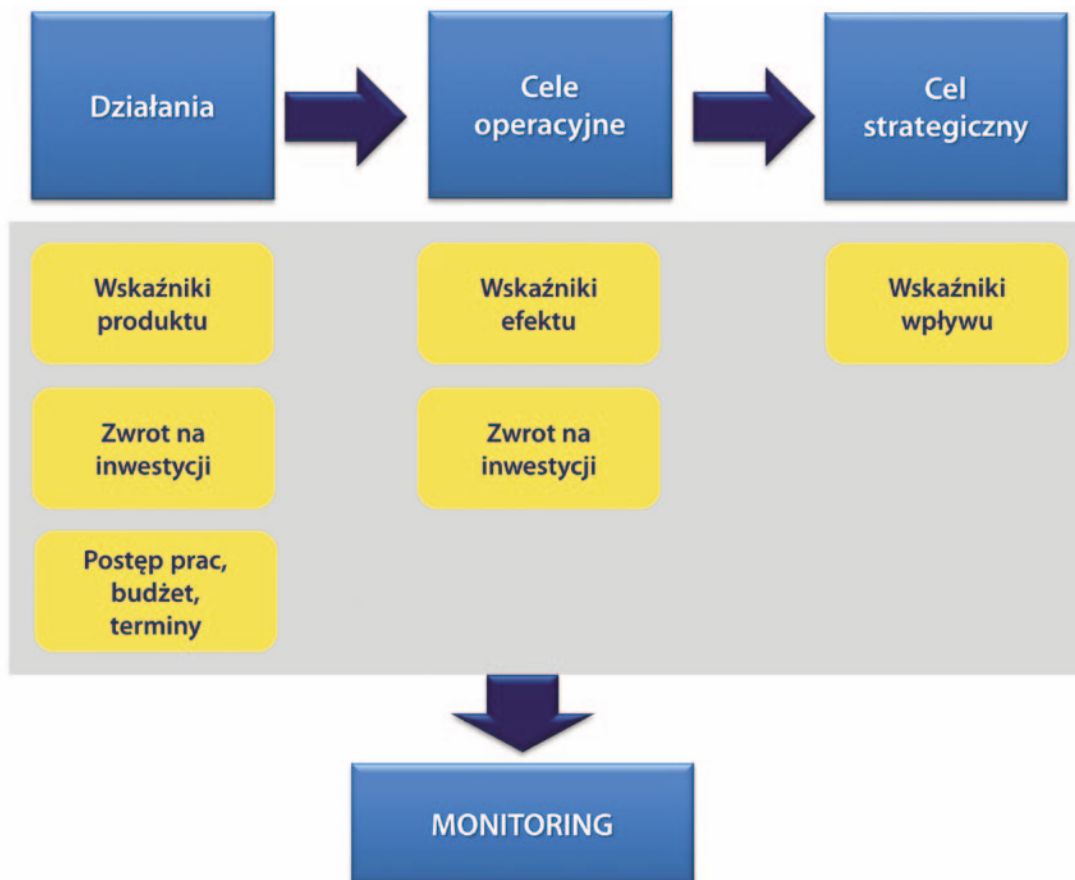 Działania
Cele
operacyjne
Cel
strategiczny
Wskaźniki
produktu
Wskaźniki
efektu
Wskaźniki
wpływu
Zwrot na
inwestycji
Zwrot na
inwestycji
Postęp prac,
budżet,
terminy
MONITORING